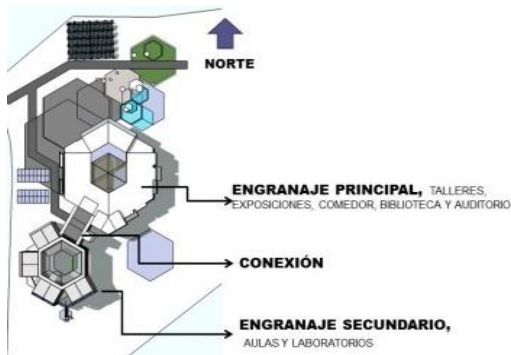 NORTE
ENGRANAJE PRINCIPAL, TALLERES,
EXPOSICIONES, COMEDOR, BIBLIOTECA Y AUDITORIO
CONEXIÓN
ENGRANAJE SECUNDARIO,
AULAS Y LABORATORIOS